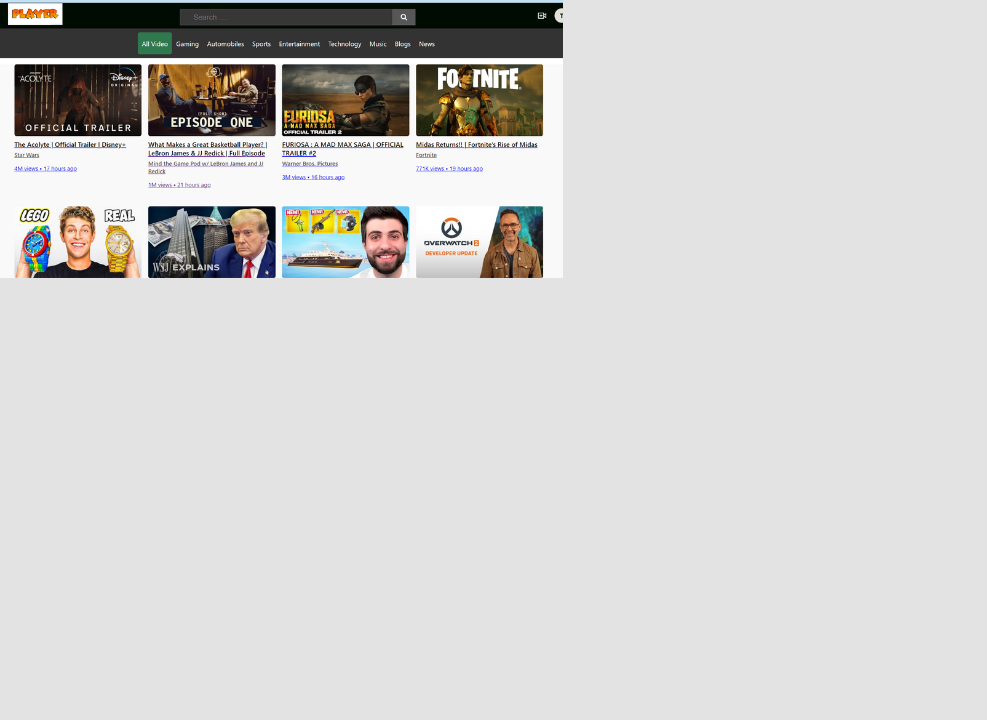 PLAYER
Search ...
All Video Gaming Automobiles Sports Entertainment Technology Music Blogs News
ACOLYTE
Disney+
ORIGINAL
OFFICIAL TRAILER
EPISODE ONE
FURIOSA
A MAD MAX SAGA
OFFICIAL TRAILER 2
FORTNITE
The Acolyte | Official Trailer | Disney+
Star Wars
4M views • 17 hours ago
What Makes a Great Basketball Player? |
LeBron James & JJ Redick | Full Episode
Mind the Game Pod w/ LeBron James and JJ
Redick
1M views • 21 hours ago
FURIOSA : A MAD MAX SAGA | OFFICIAL
TRAILER #2
Warner Bros. Pictures
3M views • 16 hours ago
Midas Returns!! | Fortnite's Rise of Midas
Fortnite
771K views • 19 hours ago
LEGO REAL
WSJ EXPLAINS
NEW! NEW! NEW!
OVERWATCH 2
DEVELOPER UPDATE